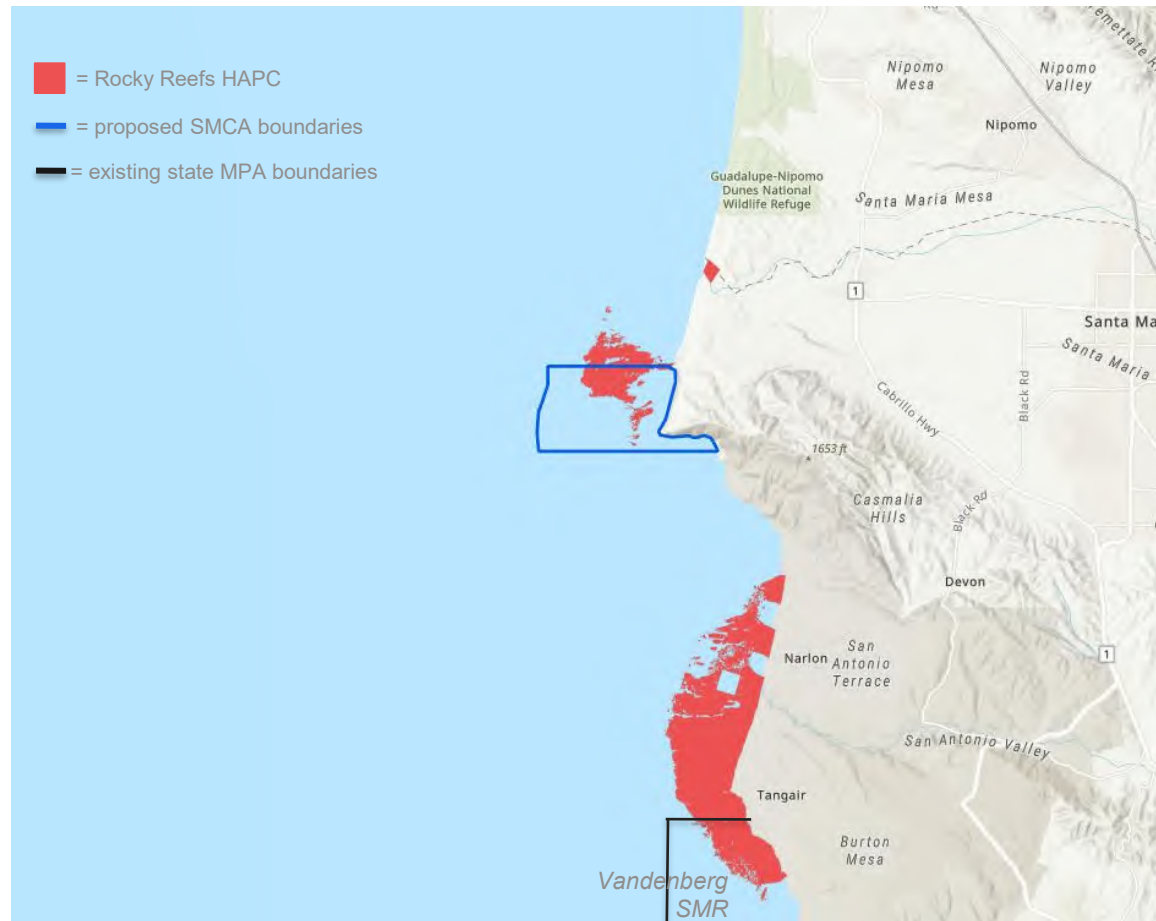 = Rocky Reefs HAPC
= proposed SMCA boundaries
= existing state MPA boundaries
Nipomo
Mesa
Nipomo
Valley
Nipomo
Guadalupe-Nipomo
Dunes National
Wildlife Refuge
Santa Maria Mesa
1
Santa Ma
Santa Maria
Cabrillo Hwy
Black Rd
1653 ft
Casmalia
Hills
Black Rd
Devon
Narlon
San
Antonio
Terrace
1
San Antonio Valley
Tangair
Burton
Mesa
Vandenberg
SMR